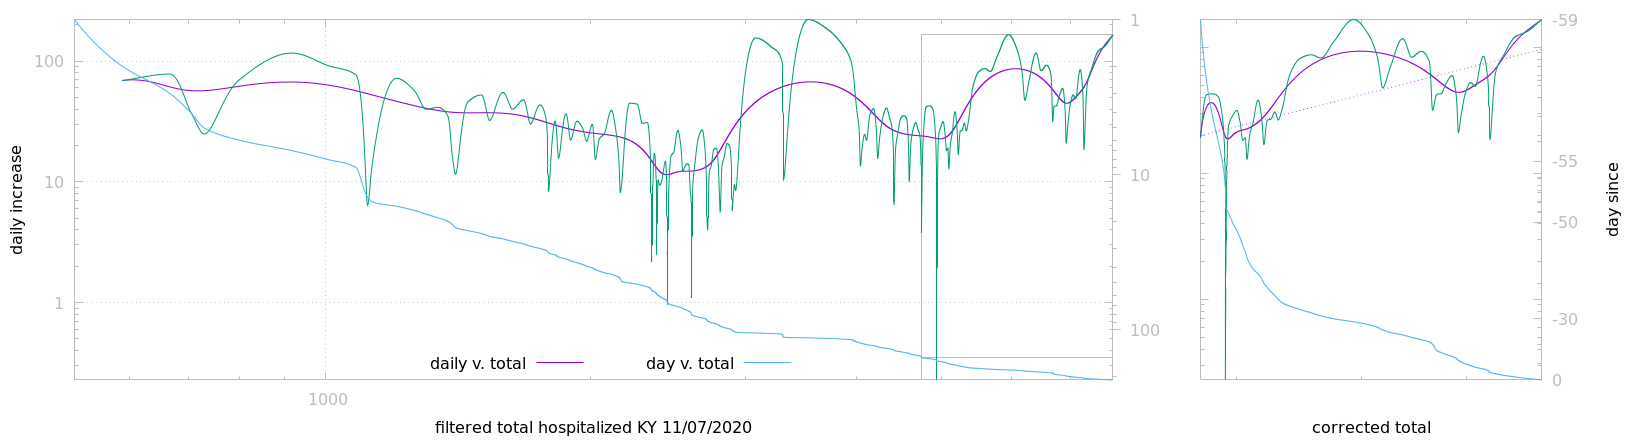 daily increase
100
10
1
1000
daily v. total
day v. total
filtered total hospitalized KY 11/07/2020
1
10
100
-59
-55
-50
-30
0
day since
corrected total